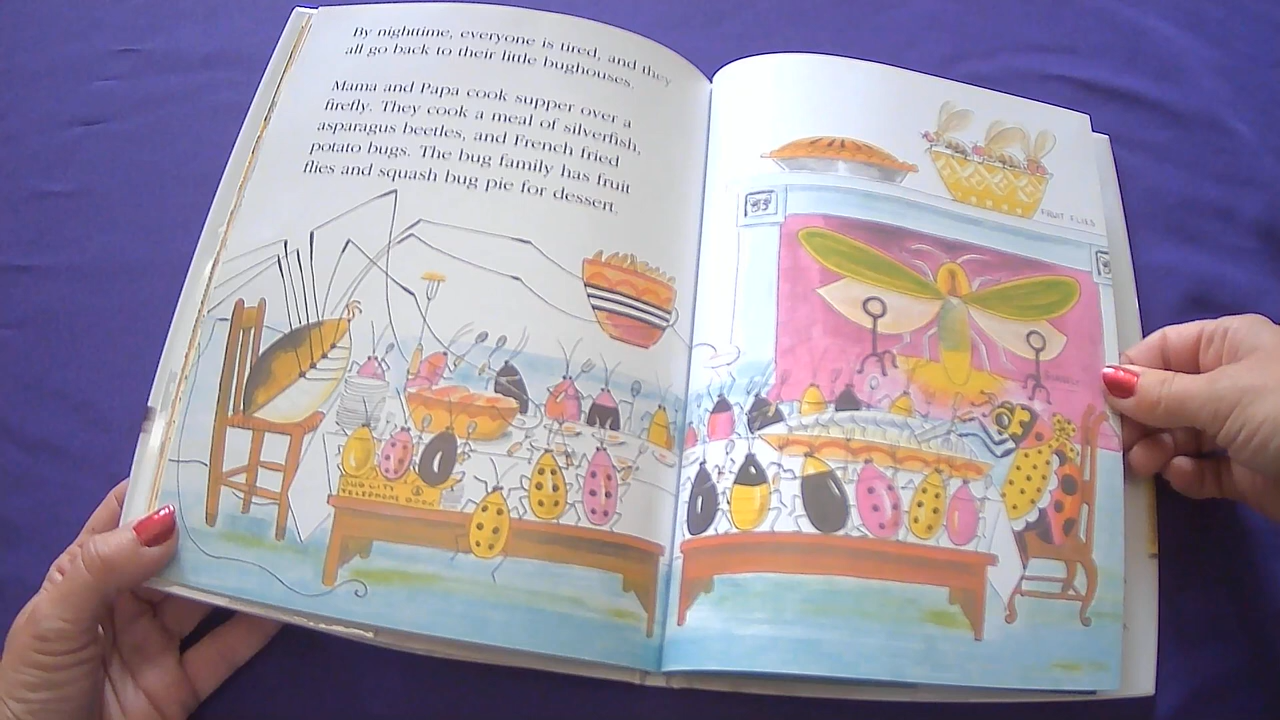 By nighttime, everyone is tired, and they
all go back to their little bughouses.
Mama and Papa cook supper over a
firefly. They cook a meal of silverfish,
asparagus beetles, and French fried
potato bugs. The bug family has fruit
flies and squash bug pie for dessert.
FRUIT FLIES
BUG CITY
TELEPHONE BOOK